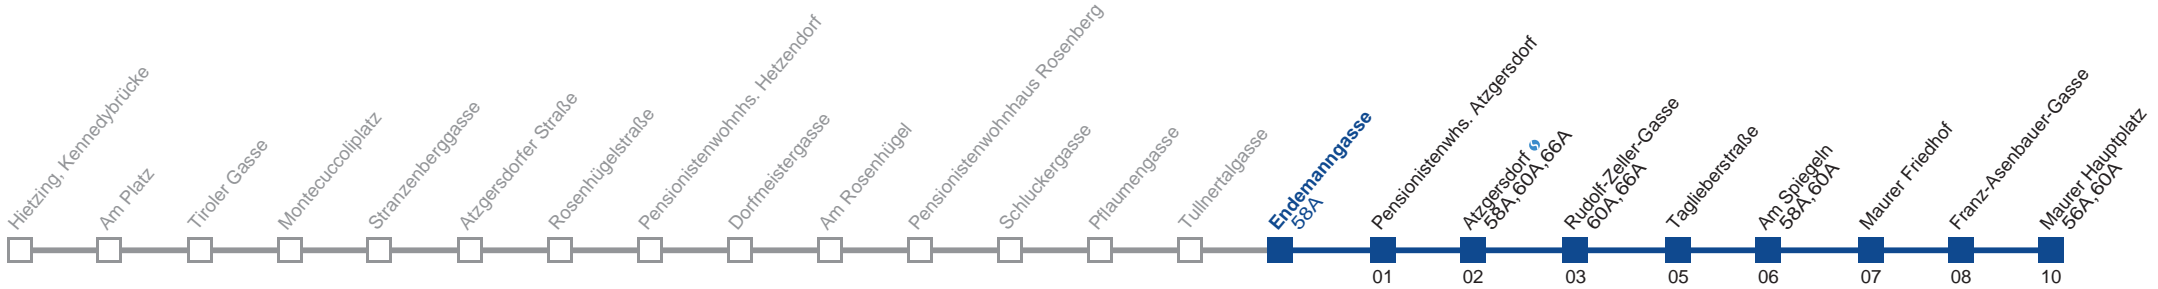 Hietzing, Kennedybrücke
Am Platz
Tiroler Gasse
Montecuccoliplatz
Stranzenberggasse
Atzgersdorfer Straße
Rosenhügelstraße
Pensionistenwohnhs. Hetzendorf
Dorfmeistergasse
Am Rosenhügel
Pensionistenwohnhaus Rosenberg
Schluckergasse
Pflaumengasse
Tullnertalgasse
Endemanngasse
58A
Pensionistenwhs. Atzgersdorf
01
Atzgersdorf
58A,60A,66A
02
Rudolf-Zeller-Gasse
60A,66A
03
Taglieberstraße
05
Am Spiegeln
58A,60A
06
Maurer Friedhof
07
Franz-Asenbauer-Gasse
08
Maurer Hauptplatz
56A,60A
10